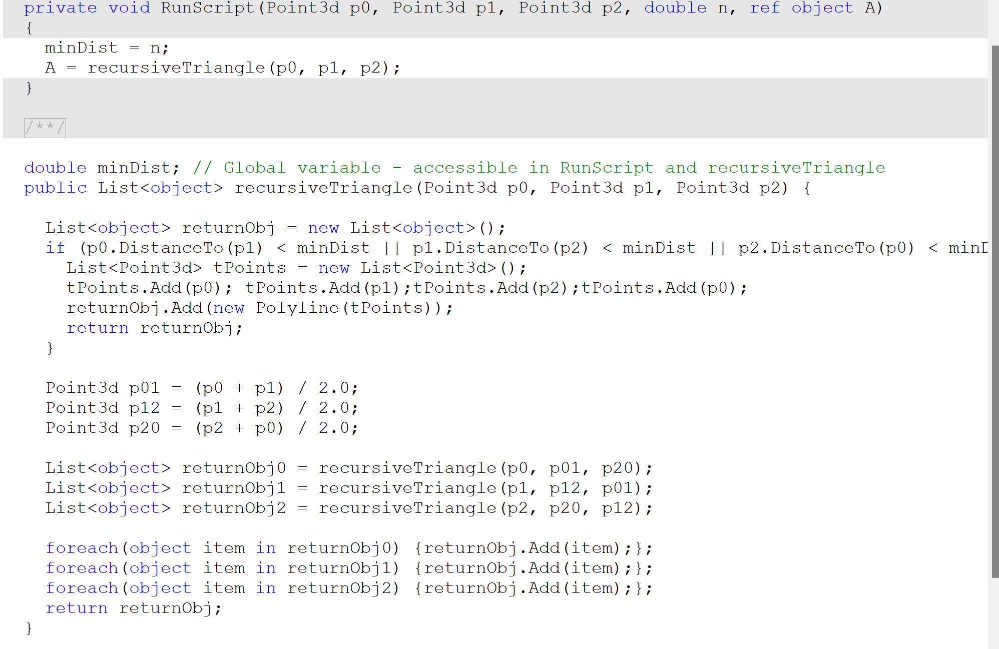 private void RunScript(Point3d p0, Point3d p1, Point3d p2, double n, ref object A)
{
  minDist = n;
  A = recursiveTriangle(p0, p1, p2);
}
/**/
double minDist; // Global variable - accessible in RunScript and recursiveTriangle
public List<object> recursiveTriangle(Point3d p0, Point3d p1, Point3d p2) {
  List<object> returnObj = new List<object>();
  if (p0.DistanceTo(p1) < minDist || p1.DistanceTo(p2) < minDist || p2.DistanceTo(p0) < minD
    List<Point3d> tPoints = new List<Point3d>();
    tPoints.Add(p0); tPoints.Add(p1);tPoints.Add(p2);tPoints.Add(p0);
    returnObj.Add(new Polyline(tPoints));
    return returnObj;
  }
  Point3d p01 = (p0 + p1) / 2.0;
  Point3d p12 = (p1 + p2) / 2.0;
  Point3d p20 = (p2 + p0) / 2.0;
  List<object> returnObj0 = recursiveTriangle(p0, p01, p20);
  List<object> returnObj1 = recursiveTriangle(p1, p12, p01);
  List<object> returnObj2 = recursiveTriangle(p2, p20, p12);
  foreach(object item in returnObj0) {returnObj.Add(item);};
  foreach(object item in returnObj1) {returnObj.Add(item);};
  foreach(object item in returnObj2) {returnObj.Add(item);};
  return returnObj;
}